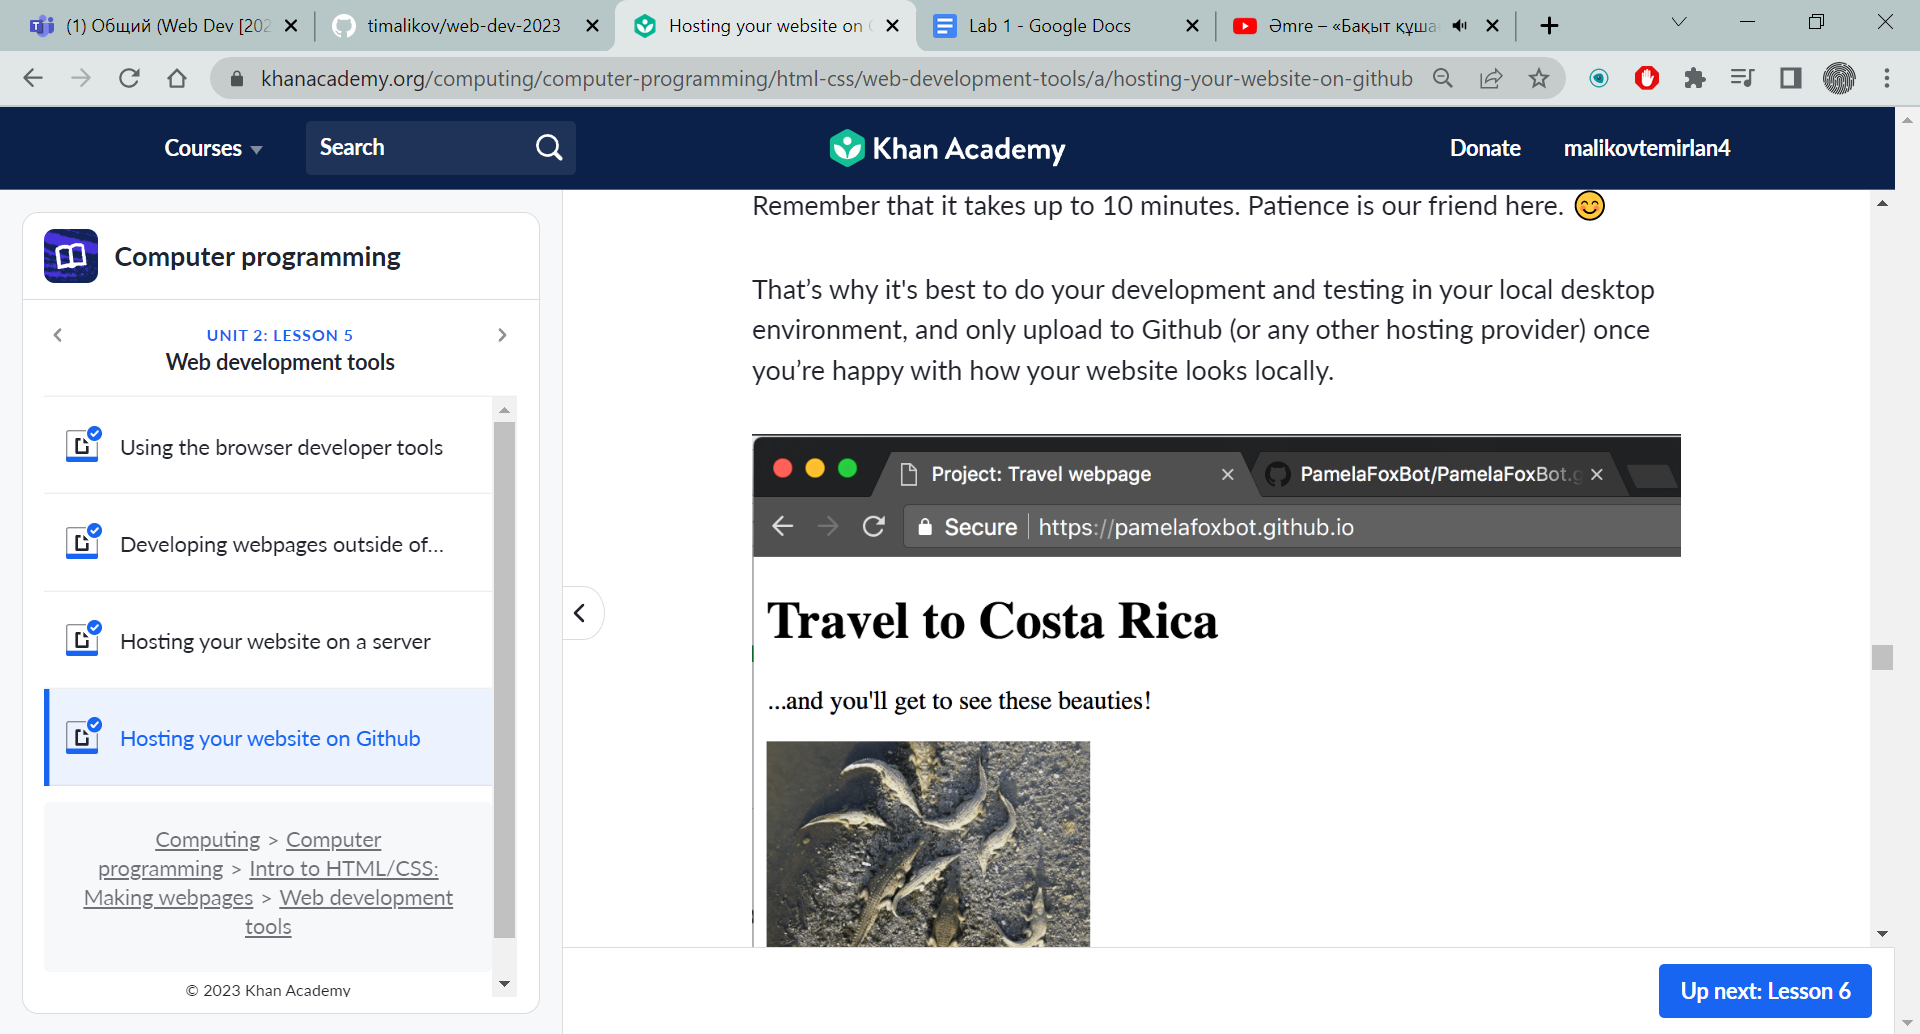 (1) Общий (Web Dev [202
timalikov/web-dev-2023
Hosting your website on G
Lab 1 - Google Docs
Әmre – «Бақыт құша
khanacademy.org/computing/computer-programming/html-css/web-development-tools/a/hosting-your-website-on-github
Courses
Search
Khan Academy
Donate
malikovtemirlan4
Computer programming
UNIT 2: LESSON 5
Web development tools
Using the browser developer tools
Developing webpages outside of...
Hosting your website on a server
Hosting your website on Github
Computing > Computer
programming > Intro to HTML/CSS:
Making webpages > Web development
tools
© 2023 Khan Academy
Remember that it takes up to 10 minutes. Patience is our friend here. 😊
That’s why it's best to do your development and testing in your local desktop
environment, and only upload to Github (or any other hosting provider) once
you’re happy with how your website looks locally.
Project: Travel webpage
PamelaFoxBot/PamelaFoxBot.g
Secure
https://pamelafoxbot.github.io
Travel to Costa Rica
...and you'll get to see these beauties!
Up next: Lesson 6